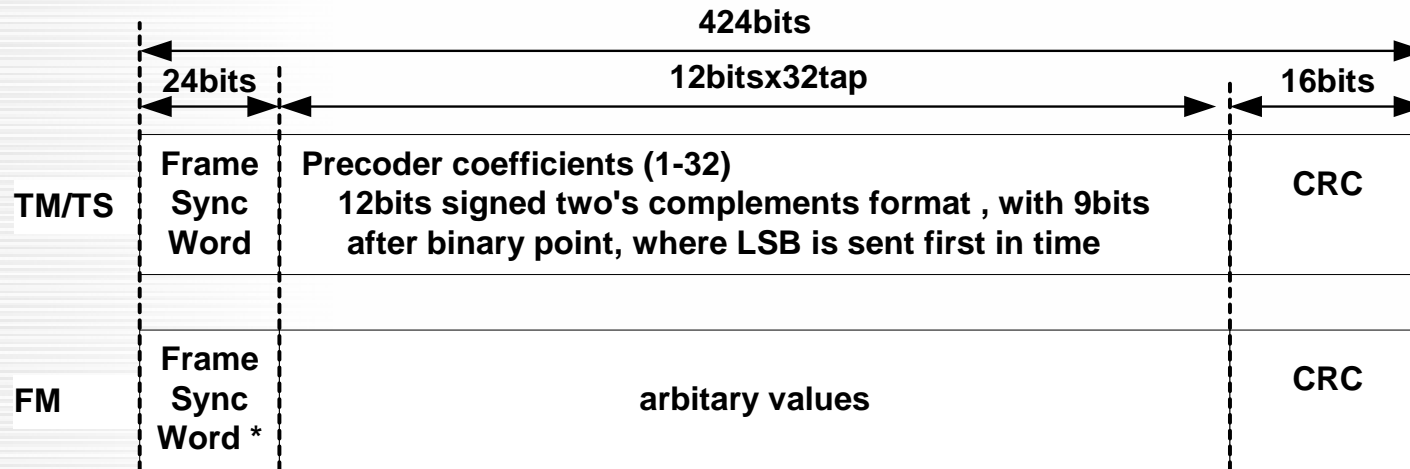 424bits
24bits
12bitsx32tap
16bits
TM/TS
Frame
Sync
Word
Precoder coefficients (1-32)
12bits signed two's complements format , with 9bits
after binary point, where LSB is sent first in time
CRC
FM
Frame
Sync
Word *
arbitary values
CRC